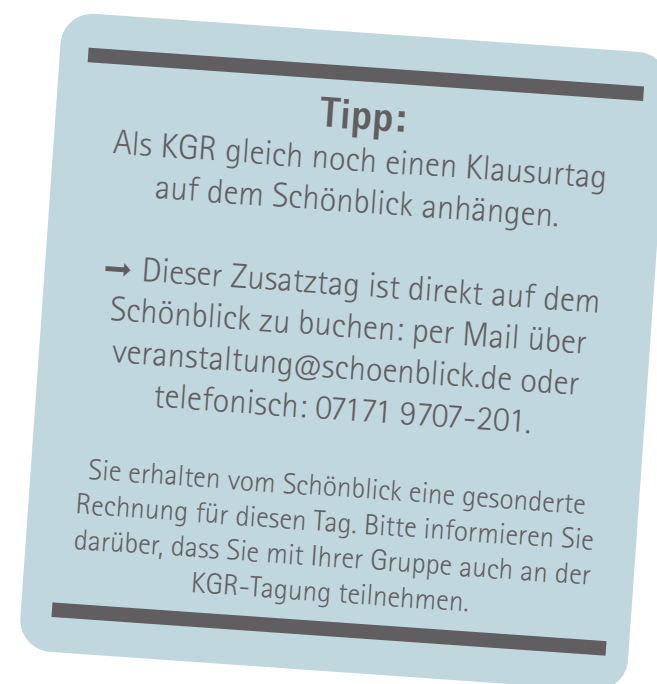 Tipp:
Als KGR gleich noch einen Klausurtag
auf dem Schönblick anhängen.
➞ Dieser Zusatztag ist direkt auf dem
Schönblick zu buchen: per Mail über
veranstaltung@schoenblick.de oder
telefonisch: 07171 9707-201.
Sie erhalten vom Schönblick eine gesonderte
Rechnung für diesen Tag. Bitte informieren Sie
darüber, dass Sie mit Ihrer Gruppe auch an der
KGR-Tagung teilnehmen.